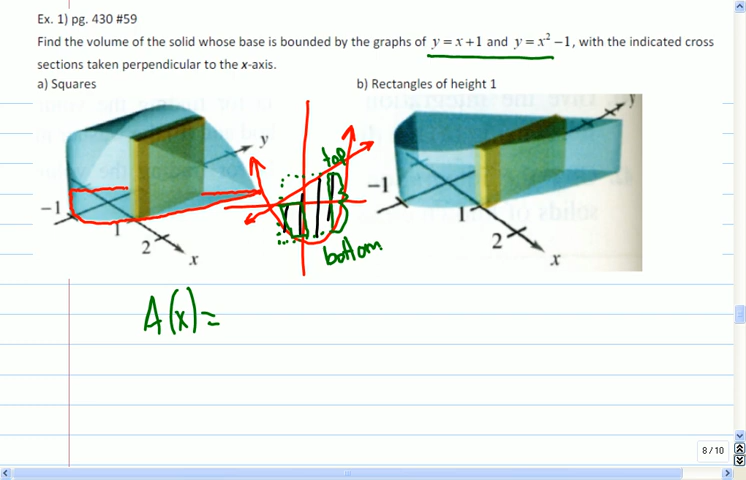 Ex. 1) pg. 430 #59
Find the volume of the solid whose base is bounded by the graphs of y = x + 1 and y = x² − 1, with the indicated cross
sections taken perpendicular to the x-axis.
a) Squares
b) Rectangles of height 1
y
−1
1
2
x
top
bottom
y
−1
1
2
x
A(x) =
8 / 10